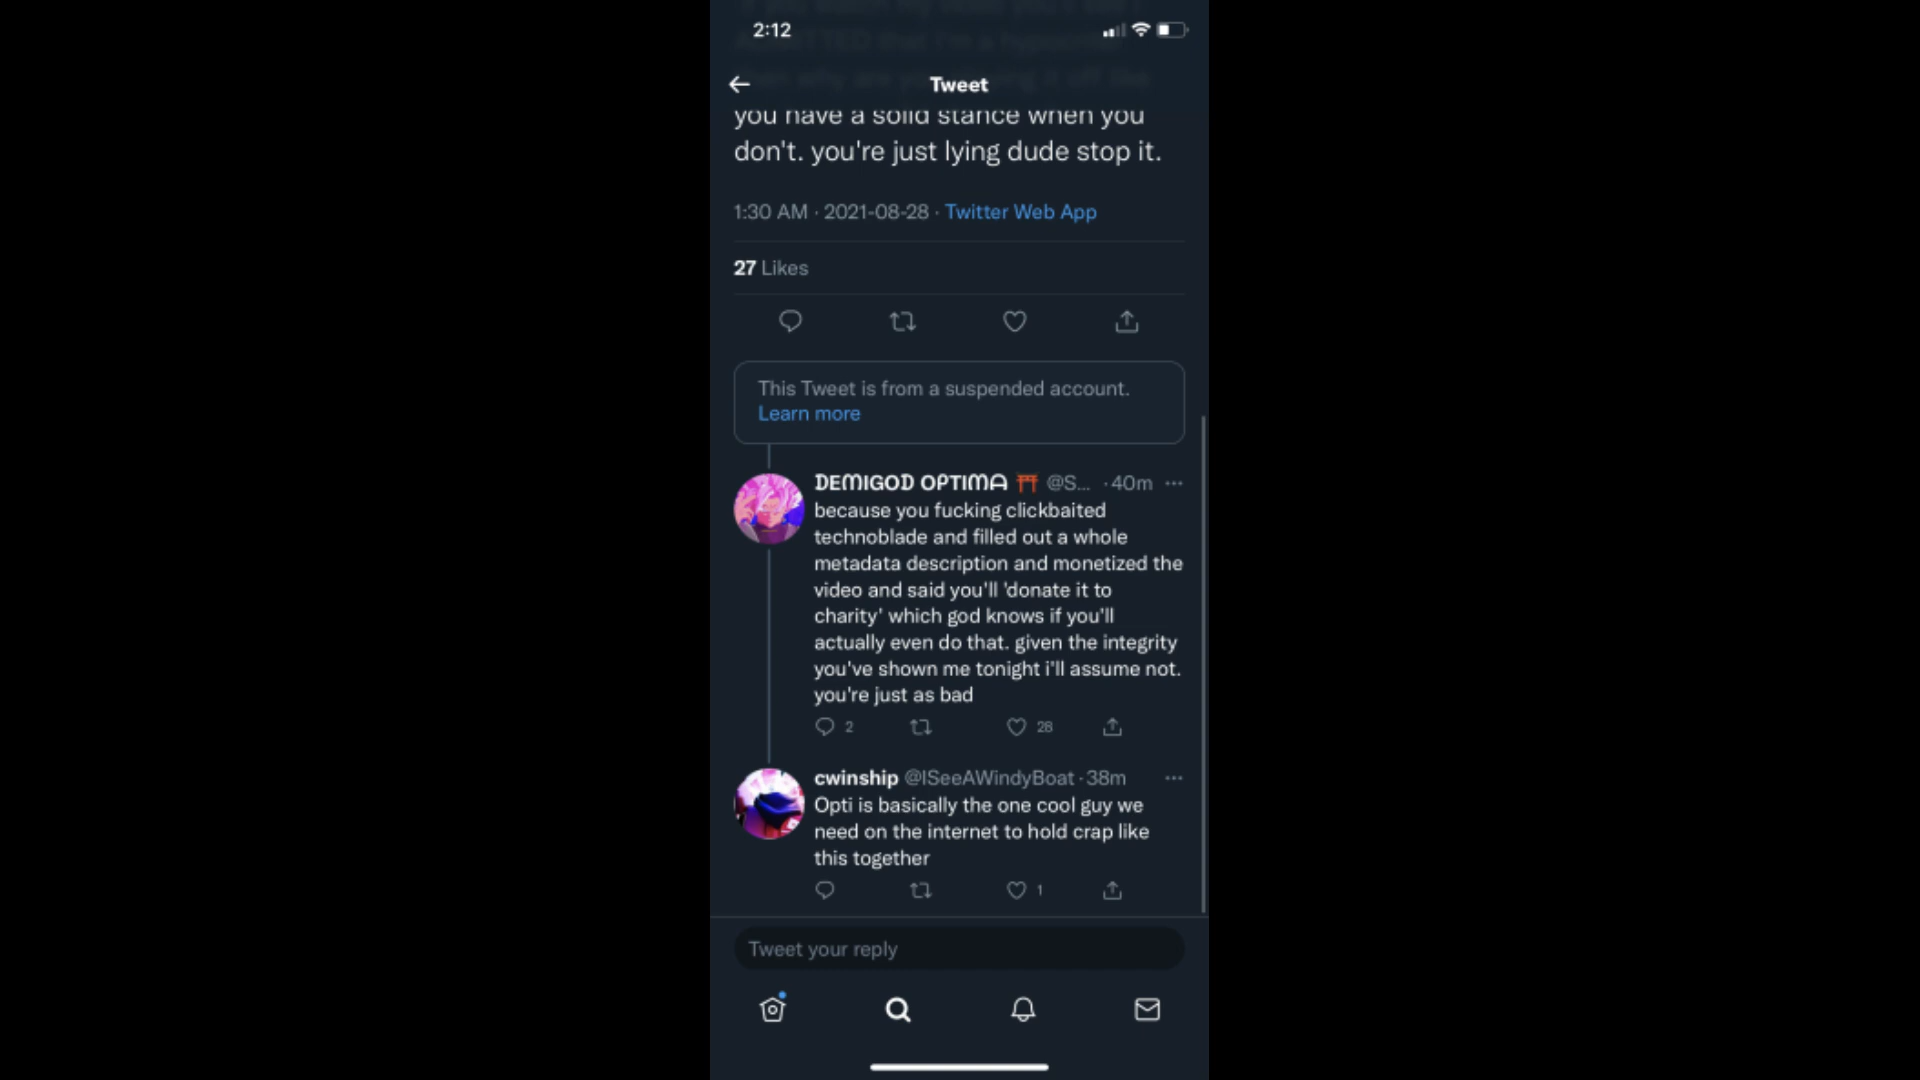 2:12
Tweet
you have a solid stance when you
don't. you're just lying dude stop it.
1:30 AM · 2021-08-28 · Twitter Web App
27 Likes
This Tweet is from a suspended account.
Learn more
DEMIGOD OPTIMA ⛩️ @S... · 40m
because you fucking clickbaited
technoblade and filled out a whole
metadata description and monetized the
video and said you'll 'donate it to
charity' which god knows if you'll
actually even do that. given the integrity
you've shown me tonight i'll assume not.
you're just as bad
2
28
cwinship @ISeeAWindyBoat · 38m
Opti is basically the one cool guy we
need on the internet to hold crap like
this together
1
Tweet your reply